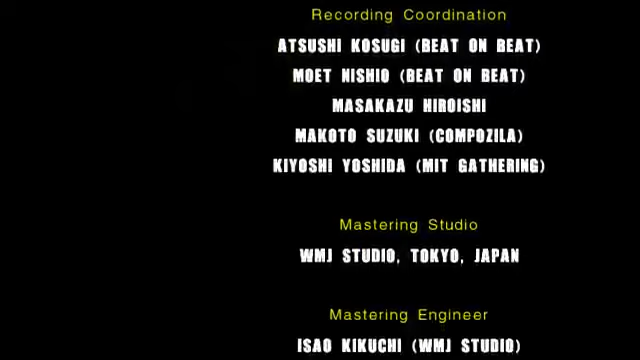 Recording Coordination
ATSUSHI KOSUGI (BEAT ON BEAT)
MOET NISHIO (BEAT ON BEAT)
MASAKAZU HIROISHI
MAKOTO SUZUKI (COMPOZILA)
KIYOSHI YOSHIDA (MIT GATHERING)
Mastering Studio
WMJ STUDIO, TOKYO, JAPAN
Mastering Engineer
ISAO KIKUCHI (WMJ STUDIO)